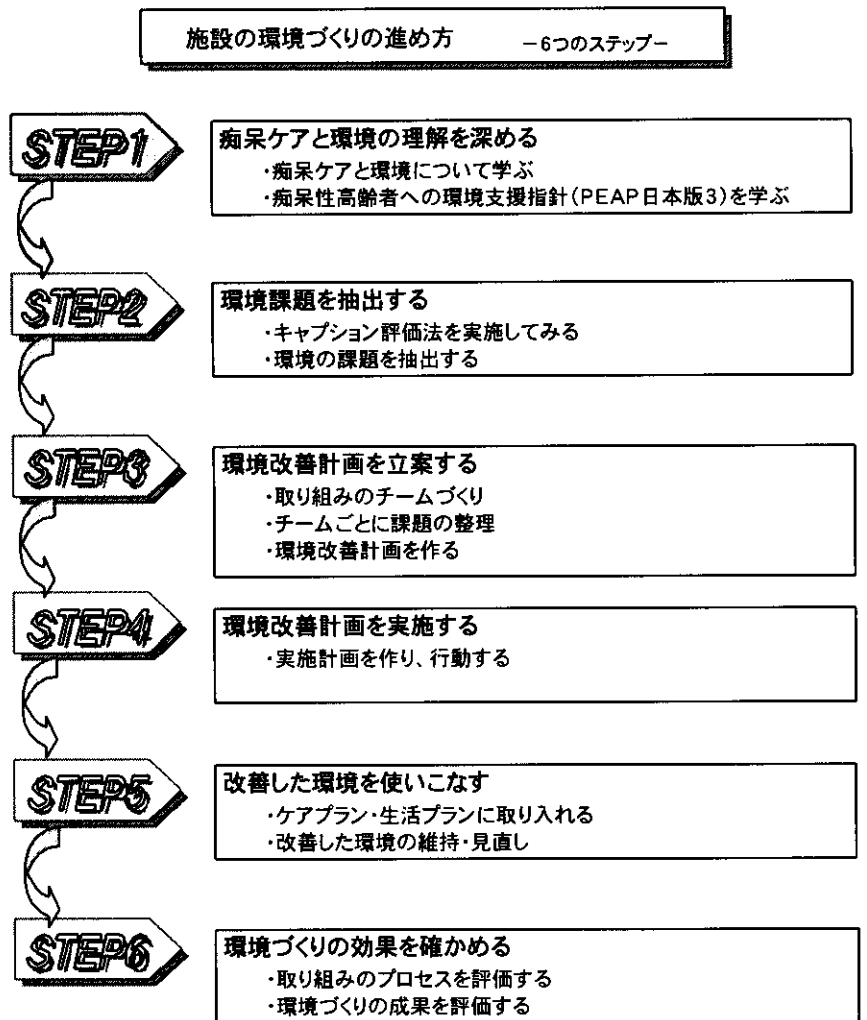 施設の環境づくりの進め方 －6つのステップ－
STEP1
痴呆ケアと環境の理解を深める
・痴呆ケアと環境について学ぶ
・痴呆性高齢者への環境支援指針(PEAP日本版3)を学ぶ
STEP2
環境課題を抽出する
・キャプション評価法を実施してみる
・環境の課題を抽出する
STEP3
環境改善計画を立案する
・取り組みのチームづくり
・チームごとに課題の整理
・環境改善計画を作る
STEP4
環境改善計画を実施する
・実施計画を作り、行動する
STEP5
改善した環境を使いこなす
・ケアプラン・生活プランに取り入れる
・改善した環境の維持・見直し
STEP6
環境づくりの効果を確かめる
・取り組みのプロセスを評価する
・環境づくりの成果を評価する